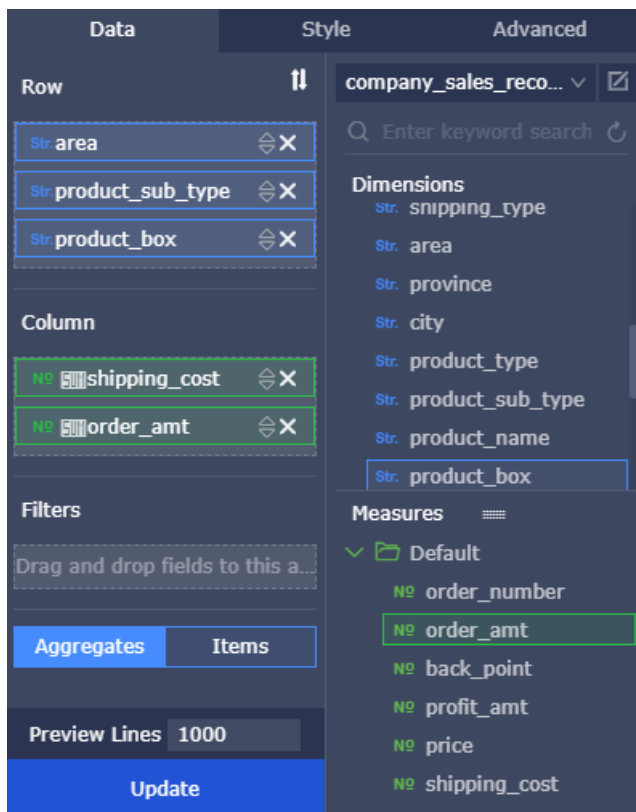 Data
Style
Advanced
Row
Str. area
Str. product_sub_type
Str. product_box
Column
Nº SUM shipping_cost
Nº SUM order_amt
Filters
Drag and drop fields to this a...
Aggregates
Items
Preview Lines 1000
Update
company_sales_reco...
Enter keyword search
Dimensions
Str. shipping_type
Str. area
Str. province
Str. city
Str. product_type
Str. product_sub_type
Str. product_name
Str. product_box
Measures
Default
Nº order_number
Nº order_amt
Nº back_point
Nº profit_amt
Nº price
Nº shipping_cost